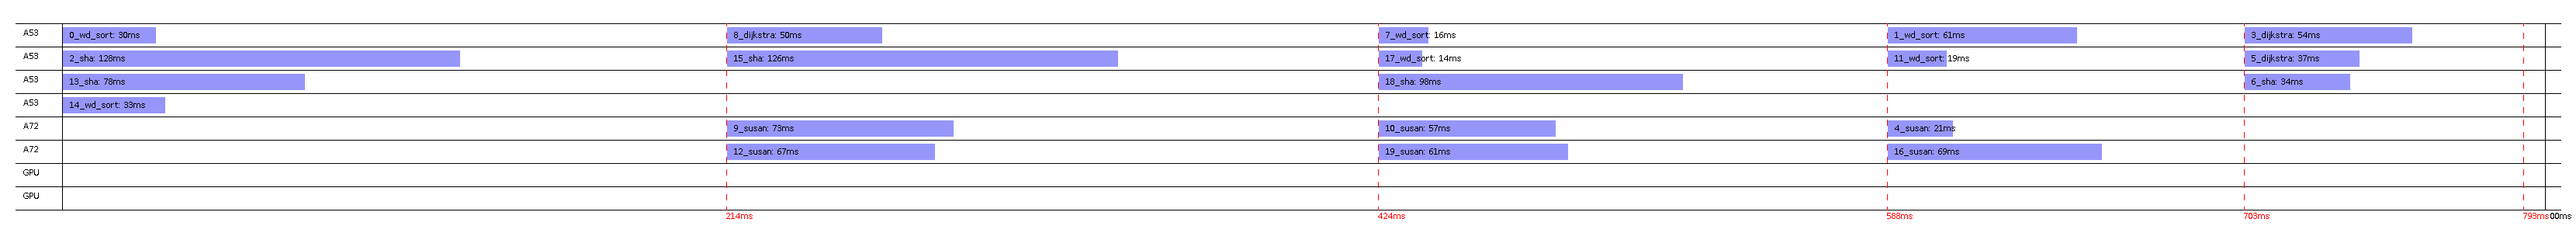 A53 0_wd_sort: 30ms 8_dijkstra: 50ms 7_wd_sort: 16ms 1_wd_sort: 61ms 3_dijkstra: 54ms
A53 2_sha: 128ms 15_sha: 126ms 17_wd_sort: 14ms 11_wd_sort: 19ms 5_dijkstra: 37ms
A53 13_sha: 78ms 18_sha: 98ms 6_sha: 34ms
A53 14_wd_sort: 33ms
A72 9_susan: 73ms 10_susan: 57ms 4_susan: 21ms
A72 12_susan: 67ms 19_susan: 61ms 16_susan: 69ms
GPU
GPU
214ms 424ms 588ms 703ms 793ms 00ms